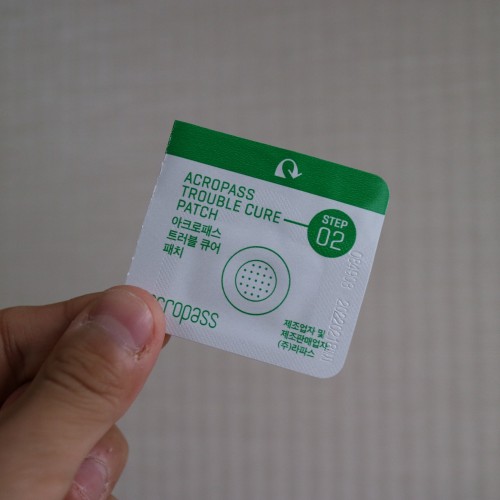 ACROPASS
TROUBLE CURE
PATCH
STEP
02
아크로패스
트러블 큐어
패치
acropass
제조업자 및
제조판매업자
(주)라파스